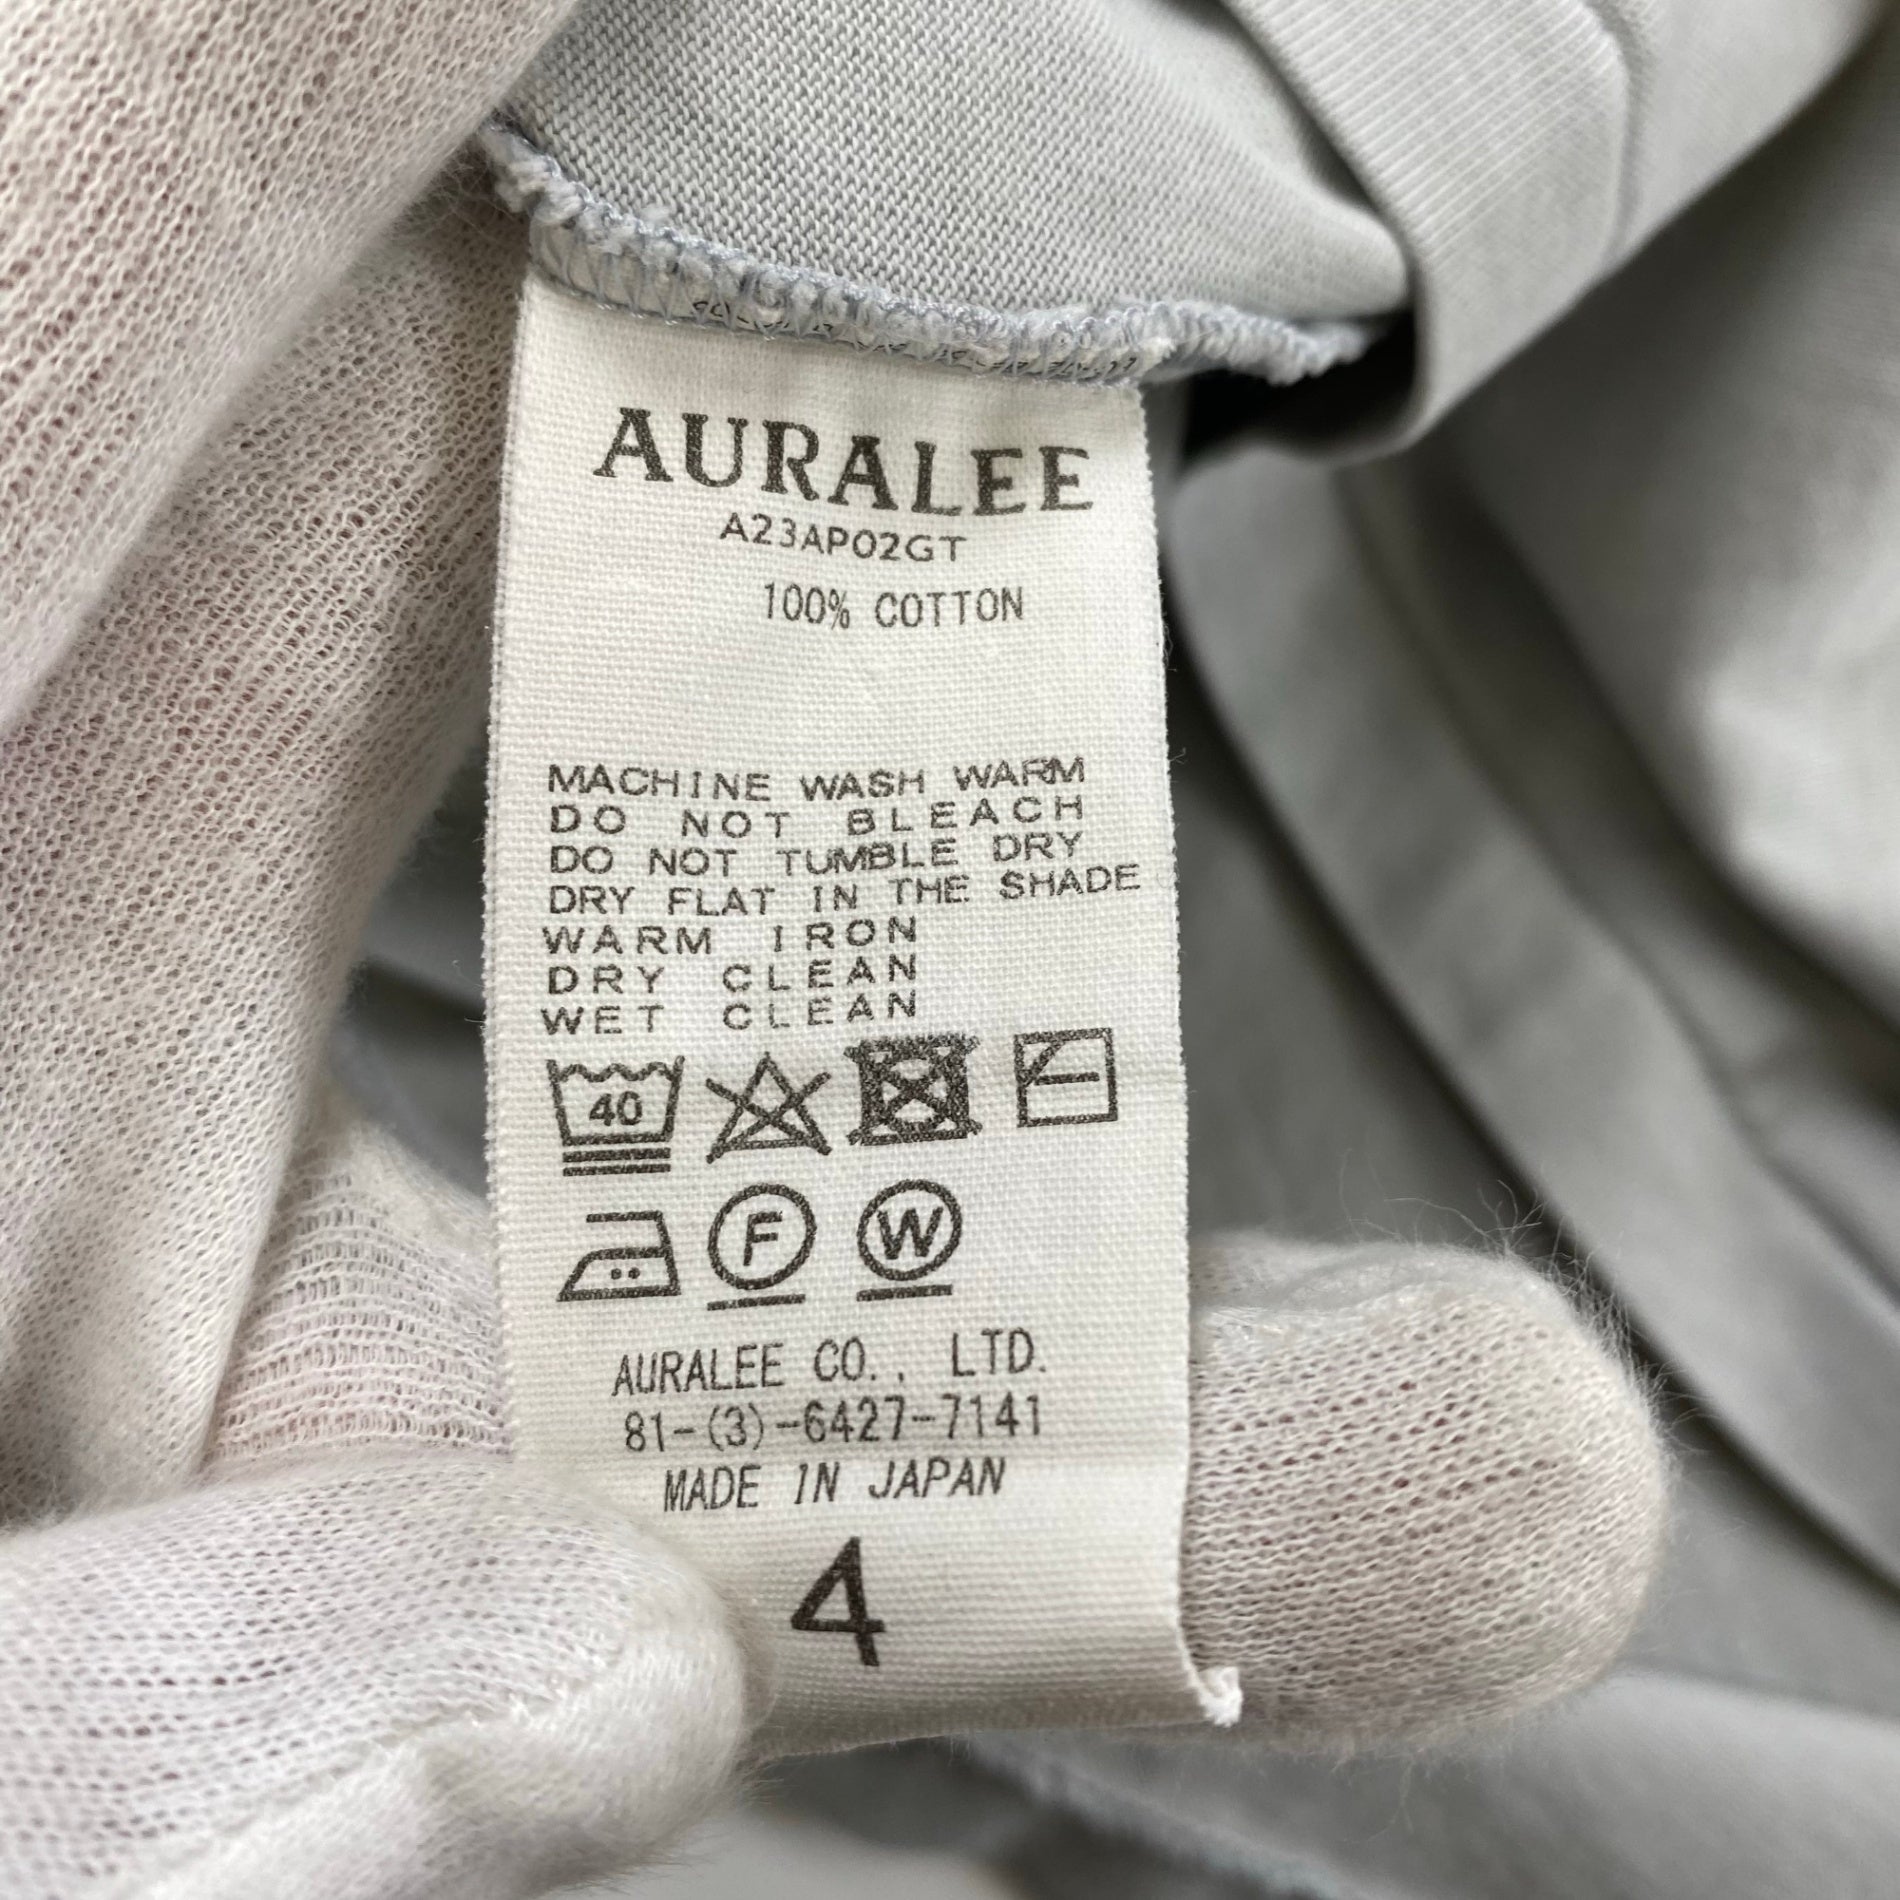 AURALEE
A23AP02GT
100% COTTON
MACHINE WASH WARM
DO NOT BLEACH
DO NOT TUMBLE DRY
DRY FLAT IN THE SHADE
WARM IRON
DRY CLEAN
WET CLEAN
40
F W
AURALEE CO., LTD.
81-(3)-6427-7141
MADE IN JAPAN
4